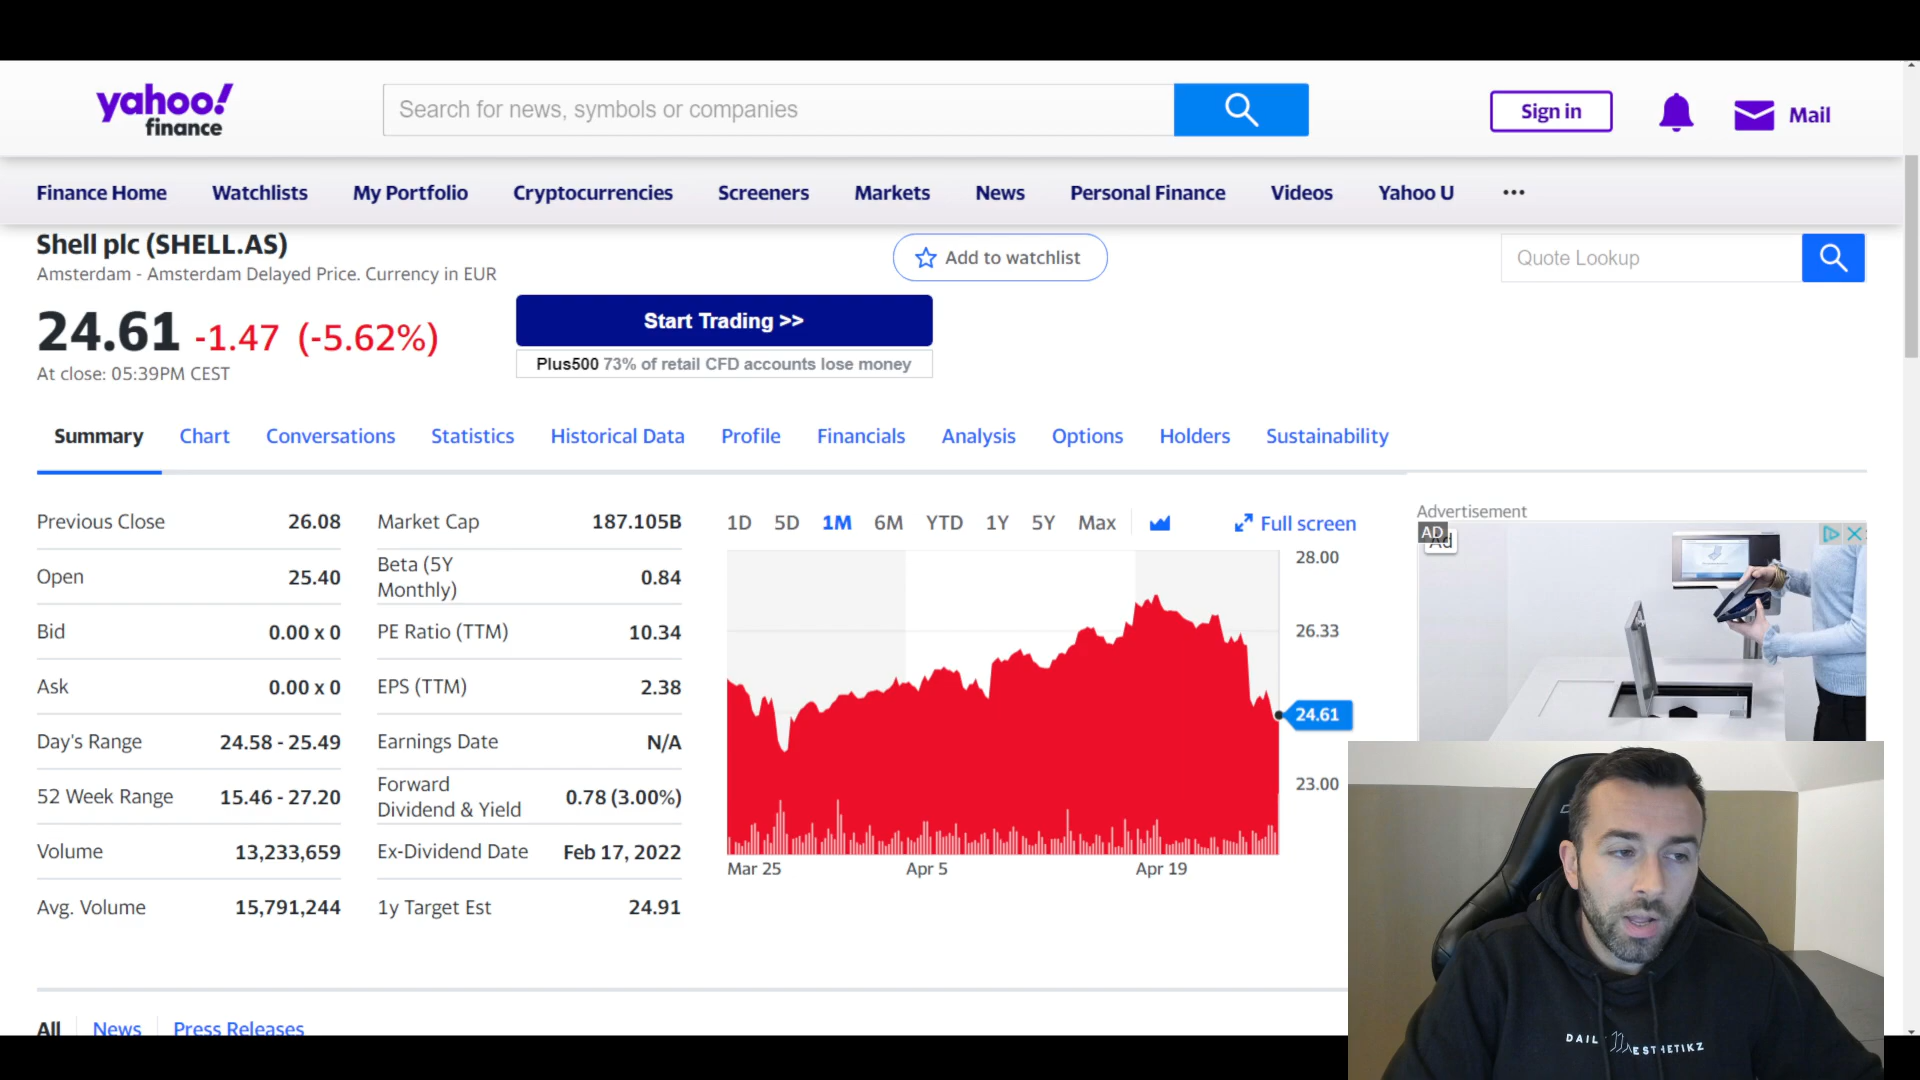 yahoo!
finance
Search for news, symbols or companies
Sign in
Mail
Finance Home
Watchlists
My Portfolio
Cryptocurrencies
Screeners
Markets
News
Personal Finance
Videos
Yahoo U
...
Shell plc (SHELL.AS)
Amsterdam - Amsterdam Delayed Price. Currency in EUR
Add to watchlist
Quote Lookup
24.61 -1.47 (-5.62%)
At close: 05:39PM CEST
Start Trading >>
Plus500 73% of retail CFD accounts lose money
Summary
Chart
Conversations
Statistics
Historical Data
Profile
Financials
Analysis
Options
Holders
Sustainability
Previous Close 26.08
Open 25.40
Bid 0.00 x 0
Ask 0.00 x 0
Day's Range 24.58 - 25.49
52 Week Range 15.46 - 27.20
Volume 13,233,659
Avg. Volume 15,791,244
Market Cap 187.105B
Beta (5Y
Monthly) 0.84
PE Ratio (TTM) 10.34
EPS (TTM) 2.38
Earnings Date N/A
Forward
Dividend & Yield 0.78 (3.00%)
Ex-Dividend Date Feb 17, 2022
1y Target Est 24.91
1D 5D 1M 6M YTD 1Y 5Y Max
Full screen
28.00
26.33
24.61
23.00
Mar 25 Apr 5 Apr 19
Advertisement
AD
Ad
All
News
Press Releases